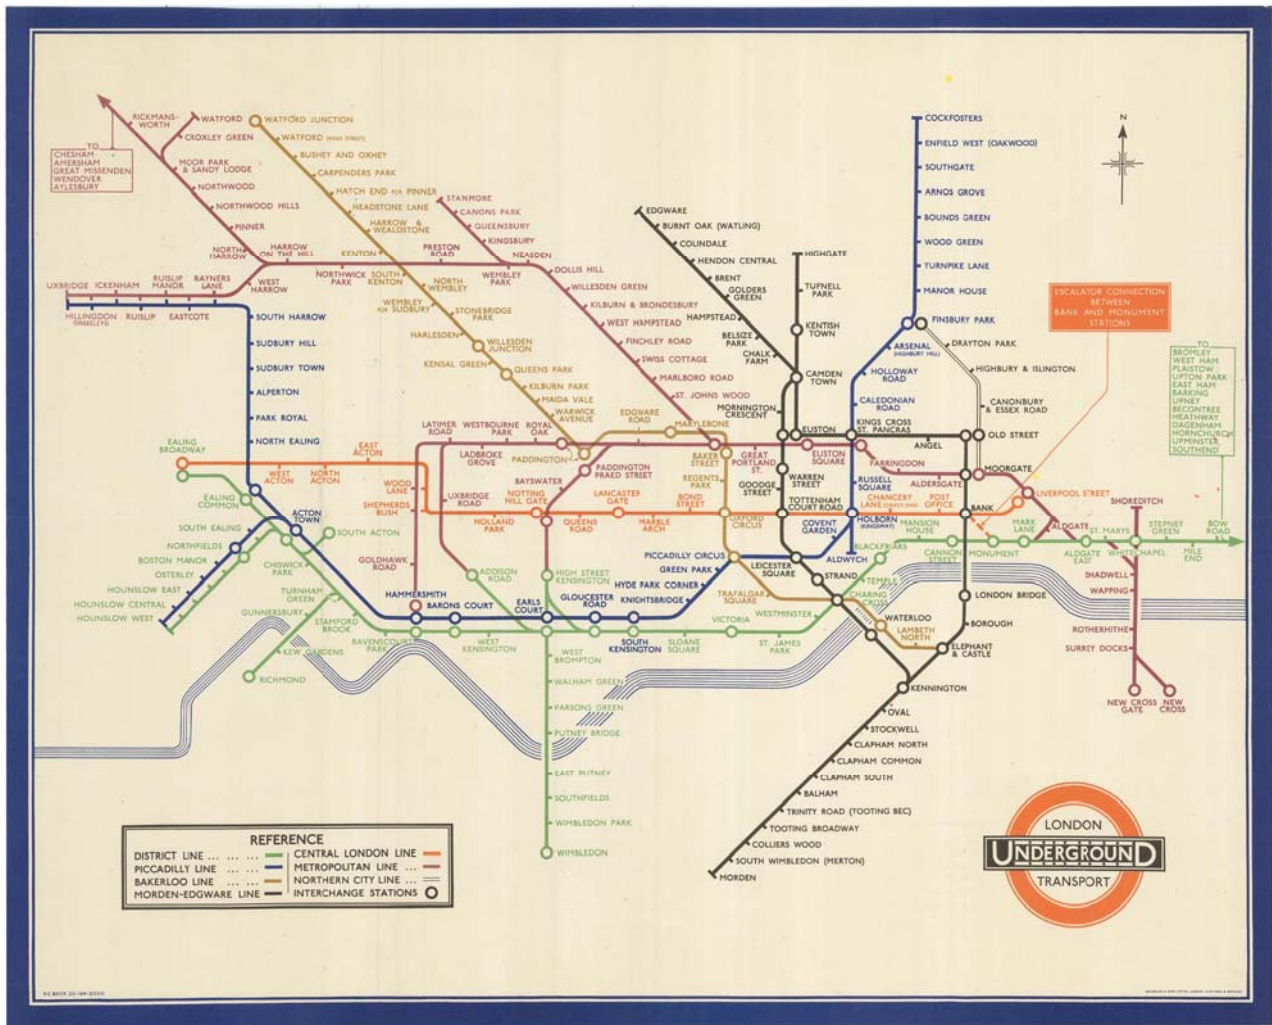 RICKMANS-
WORTH
WATFORD
CROXLEY GREEN
WATFORD JUNCTION
WATFORD (HIGH STREET)
BUSHEY AND OXHEY
CARPENDERS PARK
HATCH END FOR PINNER
HEADSTONE LANE
HARROW &
WEALDSTONE
KENTON
TO
CHESHAM
AMERSHAM
GREAT MISSENDEN
WENDOVER
AYLESBURY
MOOR PARK
& SANDY LODGE
NORTHWOOD
NORTHWOOD HILLS
PINNER
NORTH
HARROW
HARROW
ON THE HILL
PRESTON
ROAD
STANMORE
CANONS PARK
QUEENSBURY
KINGSBURY
NEASDEN
NORTHWICK
PARK
SOUTH
KENTON
NORTH
WEMBLEY
WEMBLEY
PARK
WEMBLEY
FOR SUDBURY
STONEBRIDGE
PARK
HARLESDEN
WILLESDEN
JUNCTION
KENSAL GREEN
QUEENS PARK
KILBURN PARK
MAIDA VALE
WARWICK
AVENUE
DOLLIS HILL
WILLESDEN GREEN
KILBURN & BRONDESBURY
WEST HAMPSTEAD
FINCHLEY ROAD
SWISS COTTAGE
MARLBORO ROAD
ST. JOHNS WOOD
UXBRIDGE
ICKENHAM
RUISLIP
MANOR
RAYNERS
LANE
WEST
HARROW
HILLINGDON
(SWAKELEYS)
RUISLIP
EASTCOTE
SOUTH HARROW
SUDBURY HILL
SUDBURY TOWN
ALPERTON
PARK ROYAL
NORTH EALING
EDGWARE
BURNT OAK (WATLING)
COLINDALE
HENDON CENTRAL
BRENT
GOLDERS
GREEN
HAMPSTEAD
BELSIZE
PARK
CHALK
FARM
HIGHGATE
TUFNELL
PARK
KENTISH
TOWN
CAMDEN
TOWN
MORNINGTON
CRESCENT
EUSTON
COCKFOSTERS
ENFIELD WEST (OAKWOOD)
SOUTHGATE
ARNOS GROVE
BOUNDS GREEN
WOOD GREEN
TURNPIKE LANE
MANOR HOUSE
FINSBURY PARK
ARSENAL
(HIGHBURY HILL)
HOLLOWAY
ROAD
CALEDONIAN
ROAD
KINGS CROSS
ST. PANCRAS
DRAYTON PARK
HIGHBURY & ISLINGTON
CANONBURY
& ESSEX ROAD
OLD STREET
ANGEL
MOORGATE
N
ESCALATOR CONNECTION
BETWEEN
BANK AND MONUMENT
STATIONS
TO
BROMLEY
WEST HAM
PLAISTOW
UPTON PARK
EAST HAM
BARKING
UPNEY
BECONTREE
HEATHWAY
DAGENHAM
HORNCHURCH
UPMINSTER
SOUTHEND
EALING
BROADWAY
WEST
ACTON
NORTH
ACTON
EAST
ACTON
WOOD
LANE
SHEPHERDS
BUSH
HOLLAND
PARK
NOTTING
HILL GATE
QUEENS
ROAD
LANCASTER
GATE
MARBLE
ARCH
BOND
STREET
OXFORD
CIRCUS
TOTTENHAM
COURT ROAD
HOLBORN
(KINGSWAY)
CHANCERY
LANE (GRAYS INN)
POST
OFFICE
BANK
LIVERPOOL STREET
LATIMER
ROAD
LADBROKE
GROVE
WESTBOURNE
PARK
ROYAL
OAK
PADDINGTON
EDGWARE
ROAD
MARYLEBONE
BAKER
STREET
REGENTS
PARK
GREAT
PORTLAND
ST.
EUSTON
SQUARE
FARRINGDON
ALDERSGATE
UXBRIDGE
ROAD
BAYSWATER
PADDINGTON
PRAED STREET
GOLDHAWK
ROAD
HAMMERSMITH
ADDISON
ROAD
HIGH STREET
KENSINGTON
WARREN
STREET
GOODGE
STREET
RUSSELL
SQUARE
COVENT
GARDEN
ALDWYCH
LEICESTER
SQUARE
PICCADILLY CIRCUS
GREEN PARK
HYDE PARK CORNER
KNIGHTSBRIDGE
GLOUCESTER
ROAD
EARLS
COURT
BARONS COURT
EALING
COMMON
ACTON
TOWN
SOUTH EALING
NORTHFIELDS
BOSTON MANOR
OSTERLEY
HOUNSLOW EAST
HOUNSLOW CENTRAL
HOUNSLOW WEST
SOUTH ACTON
CHISWICK
PARK
TURNHAM
GREEN
GUNNERSBURY
STAMFORD
BROOK
KEW GARDENS
RICHMOND
RAVENSCOURT
PARK
WEST
KENSINGTON
SOUTH
KENSINGTON
SLOANE
SQUARE
VICTORIA
ST. JAMES
PARK
WESTMINSTER
CHARING
CROSS
TEMPLE
BLACKFRIARS
MANSION
HOUSE
CANNON
STREET
MONUMENT
MARK
LANE
ALDGATE
ALDGATE
EAST
ST. MARYS
WHITECHAPEL
SHOREDITCH
STEPNEY
GREEN
MILE
END
BOW
ROAD
SHADWELL
WAPPING
ROTHERHITHE
SURREY DOCKS
NEW CROSS
GATE
NEW
CROSS
STRAND
TRAFALGAR
SQUARE
WATERLOO
LAMBETH
NORTH
ELEPHANT
& CASTLE
LONDON BRIDGE
BOROUGH
KENNINGTON
OVAL
STOCKWELL
CLAPHAM NORTH
CLAPHAM COMMON
CLAPHAM SOUTH
BALHAM
TRINITY ROAD (TOOTING BEC)
TOOTING BROADWAY
COLLIERS WOOD
SOUTH WIMBLEDON (MERTON)
MORDEN
WEST
BROMPTON
WALHAM GREEN
PARSONS GREEN
PUTNEY BRIDGE
EAST PUTNEY
SOUTHFIELDS
WIMBLEDON PARK
WIMBLEDON
REFERENCE
DISTRICT LINE ... ... ...
PICCADILLY LINE ... ...
BAKERLOO LINE ... ...
MORDEN-EDGWARE LINE
CENTRAL LONDON LINE
METROPOLITAN LINE ...
NORTHERN CITY LINE ...
INTERCHANGE STATIONS
LONDON
UNDERGROUND
TRANSPORT